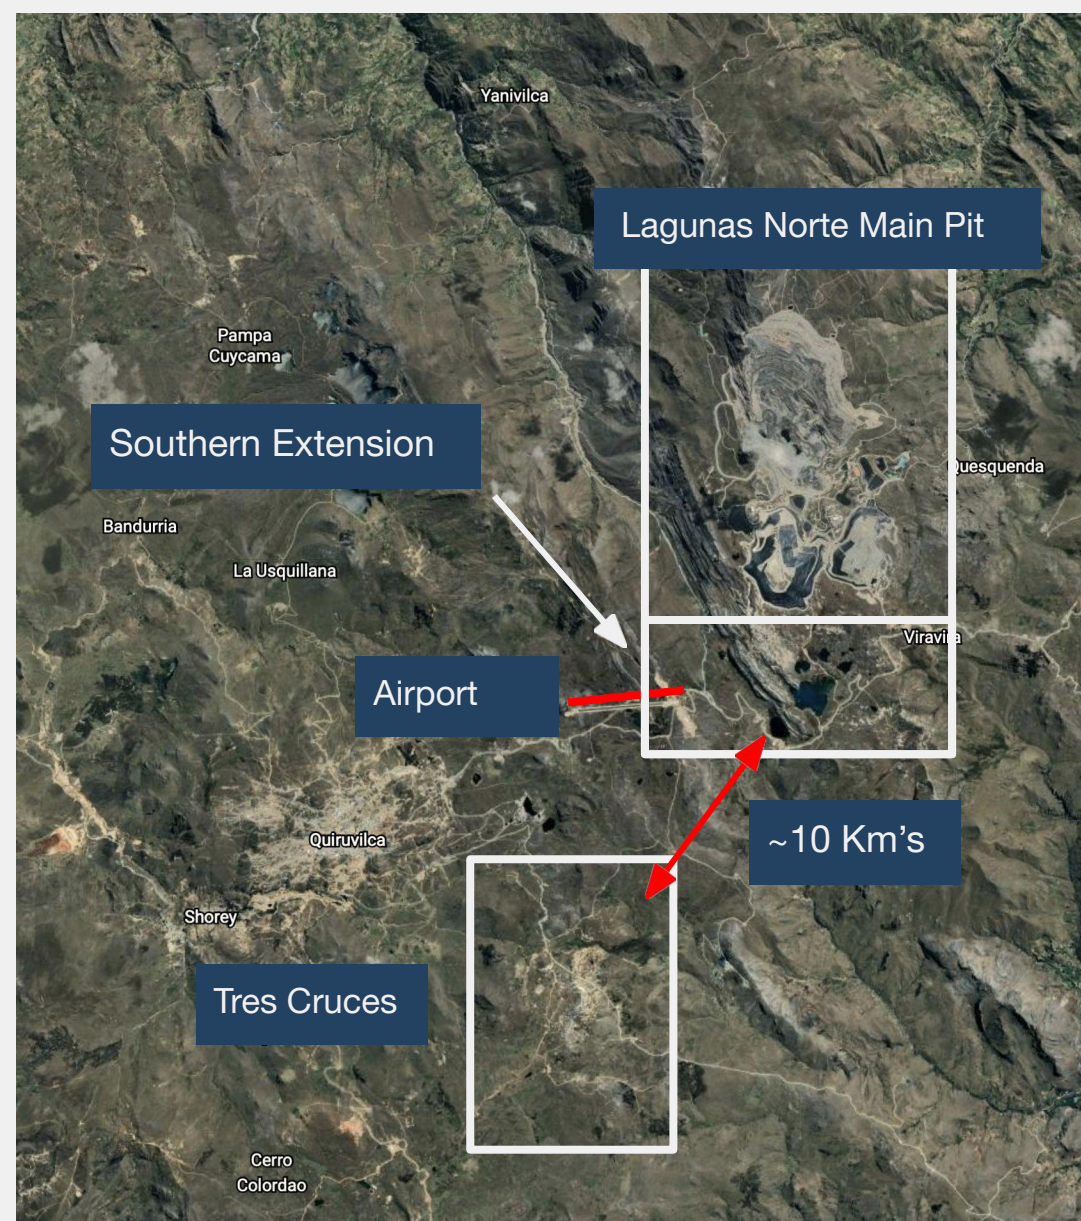 Yanivilca
Lagunas Norte Main Pit
Pampa
Cuycama
Southern Extension
Quesquenda
Bandurria
La Usquillana
Viravira
Airport
~10 Km's
Quiruvilca
Shorey
Tres Cruces
Cerro
Colordao